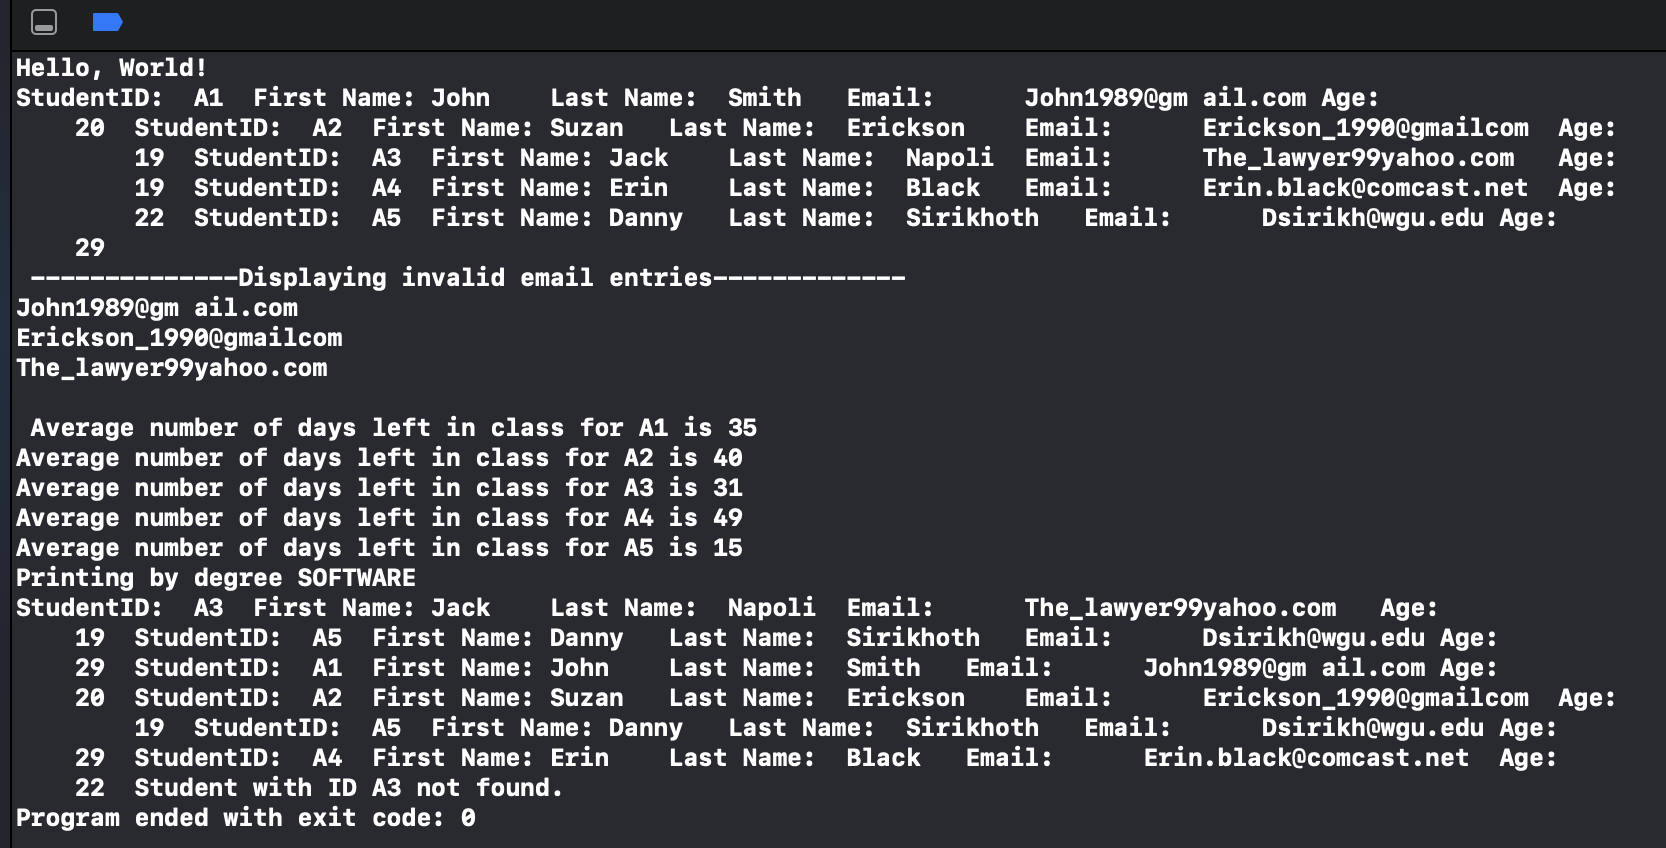 Hello, World!
StudentID:  A1  First Name: John    Last Name:  Smith   Email:      John1989@gm ail.com Age:
    20  StudentID:  A2  First Name: Suzan   Last Name:  Erickson    Email:      Erickson_1990@gmailcom  Age:
        19  StudentID:  A3  First Name: Jack    Last Name:  Napoli  Email:      The_lawyer99yahoo.com   Age:
        19  StudentID:  A4  First Name: Erin    Last Name:  Black   Email:      Erin.black@comcast.net  Age:
        22  StudentID:  A5  First Name: Danny   Last Name:  Sirikhoth   Email:      Dsirikh@wgu.edu Age:
    29
 --------------Displaying invalid email entries-------------
John1989@gm ail.com
Erickson_1990@gmailcom
The_lawyer99yahoo.com

 Average number of days left in class for A1 is 35
Average number of days left in class for A2 is 40
Average number of days left in class for A3 is 31
Average number of days left in class for A4 is 49
Average number of days left in class for A5 is 15
Printing by degree SOFTWARE
StudentID:  A3  First Name: Jack    Last Name:  Napoli  Email:      The_lawyer99yahoo.com   Age:
    19  StudentID:  A5  First Name: Danny   Last Name:  Sirikhoth   Email:      Dsirikh@wgu.edu Age:
    29  StudentID:  A1  First Name: John    Last Name:  Smith   Email:      John1989@gm ail.com Age:
    20  StudentID:  A2  First Name: Suzan   Last Name:  Erickson    Email:      Erickson_1990@gmailcom  Age:
        19  StudentID:  A5  First Name: Danny   Last Name:  Sirikhoth   Email:      Dsirikh@wgu.edu Age:
    29  StudentID:  A4  First Name: Erin    Last Name:  Black   Email:      Erin.black@comcast.net  Age:
    22  Student with ID A3 not found.
Program ended with exit code: 0